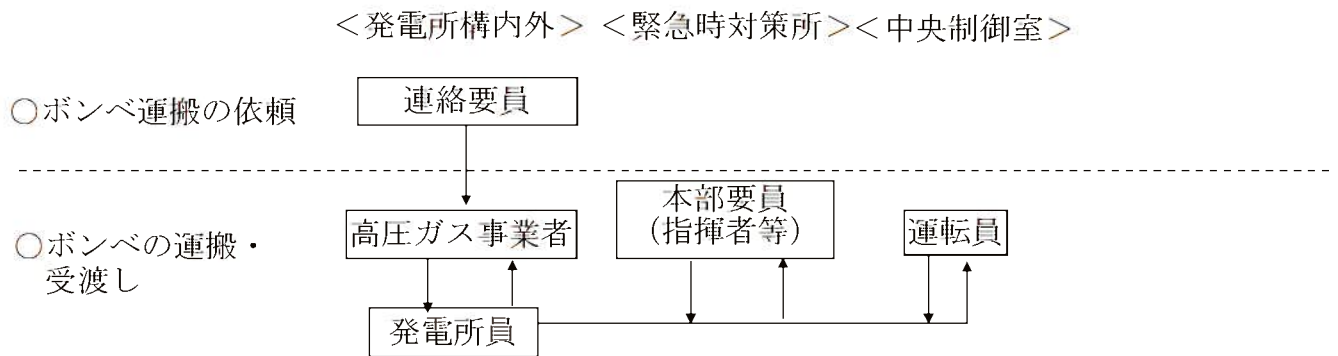 <発電所構内外> <緊急時対策所><中央制御室>
○ボンベ運搬の依頼
連絡要員
○ボンベの運搬・
受渡し
高圧ガス事業者
本部要員
(指揮者等)
運転員
発電所員